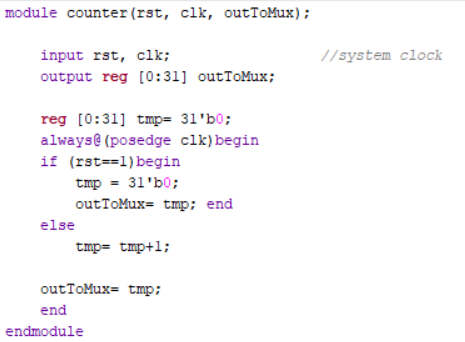 module counter(rst, clk, outToMux);
input rst, clk; //system clock
output reg [0:31] outToMux;
reg [0:31] tmp= 31'b0;
always@(posedge clk)begin
if (rst==1)begin
tmp = 31'b0;
outToMux= tmp; end
else
tmp= tmp+1;
outToMux= tmp;
end
endmodule